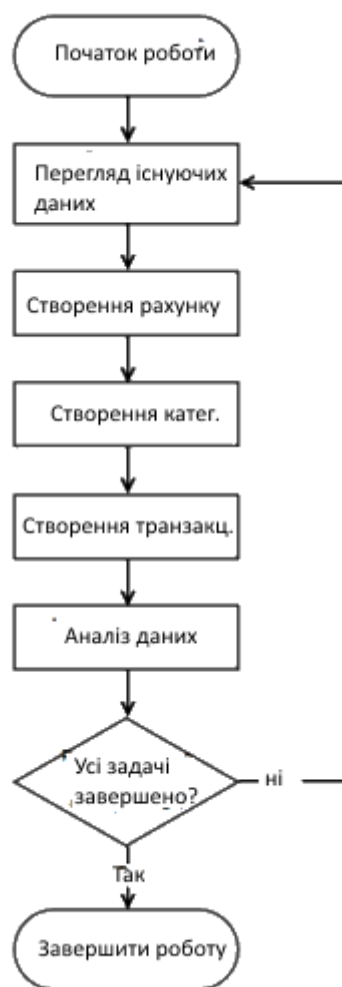 Початок роботи
Перегляд існуючих
даних
Створення рахунку
Створення катег.
Створення транзакц.
Аналіз даних
Усі задачі
завершено?
ні
Так
Завершити роботу